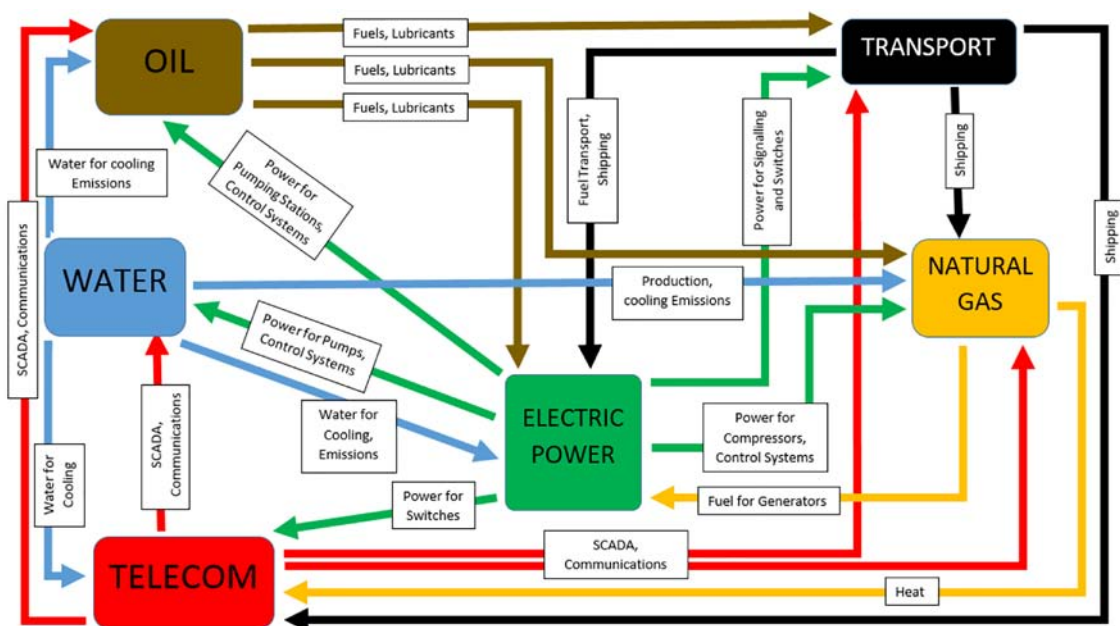 OIL
Fuels, Lubricants
Fuels, Lubricants
Fuels, Lubricants
TRANSPORT
Water for cooling
Emissions
Power for
Pumping Stations,
Control Systems
Fuel Transport,
Shipping
Power for Signalling
and Switches
Shipping
Shipping
SCADA, Communications
WATER
Production,
cooling Emissions
NATURAL
GAS
Power for Pumps,
Control Systems
Water for
Cooling,
Emissions
ELECTRIC
POWER
Power for
Compressors,
Control Systems
SCADA,
Communications
Water for
Cooling
Power for
Switches
Fuel for Generators
TELECOM
SCADA,
Communications
Heat